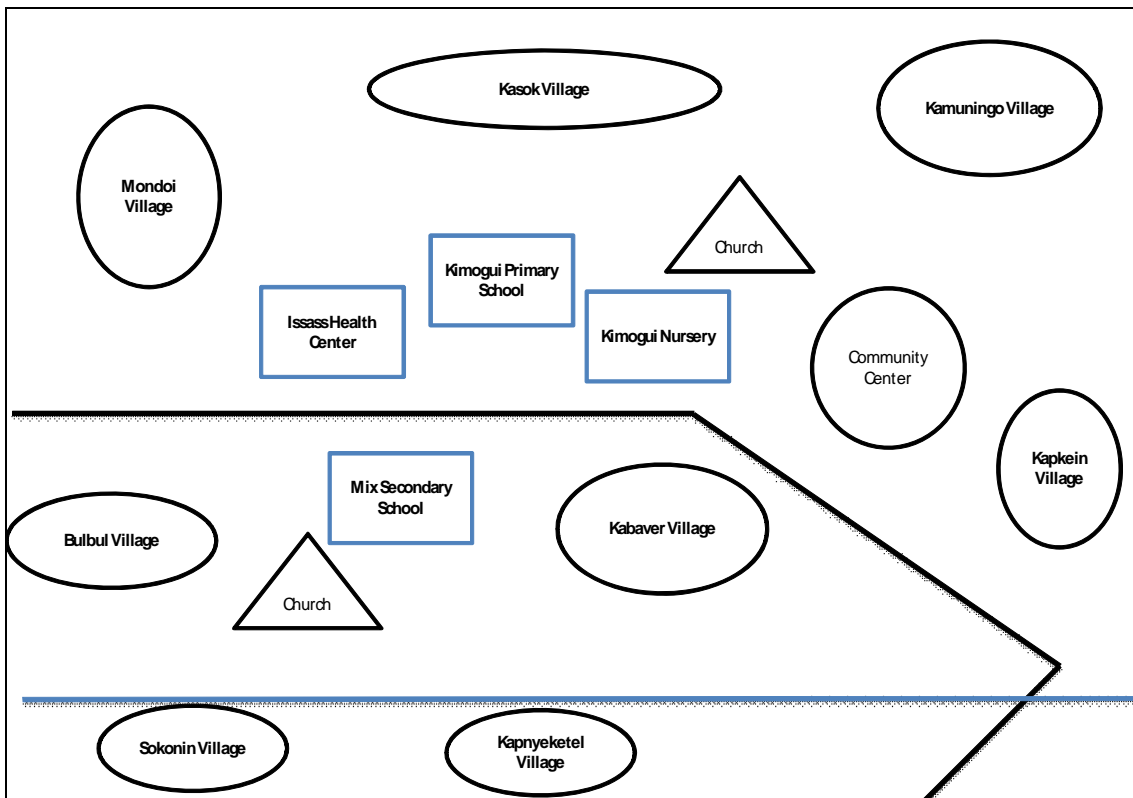 Kasok Village
Kamuningo Village
Mondoi
Village
Church
Kimogui Primary
School
Issass Health
Center
Kimogui Nursery
Community
Center
Kapkein
Village
Mix Secondary
School
Kabaver Village
Bulbul Village
Church
Sokonin Village
Kapnyeketel
Village